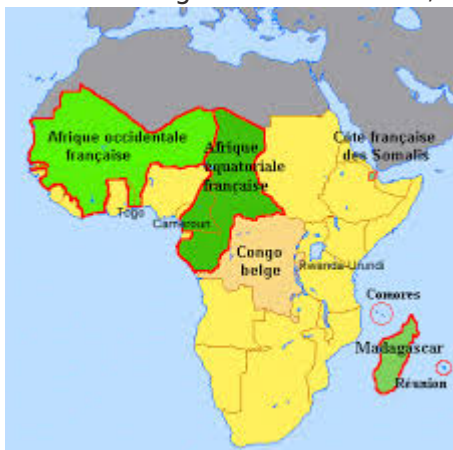 Afrique occidentale
française
Afrique
équatoriale
française
Côte française
des Somalis
Togo
Cameroun
Congo
belge
Rwanda-Urundi
Comores
Madagascar
Réunion